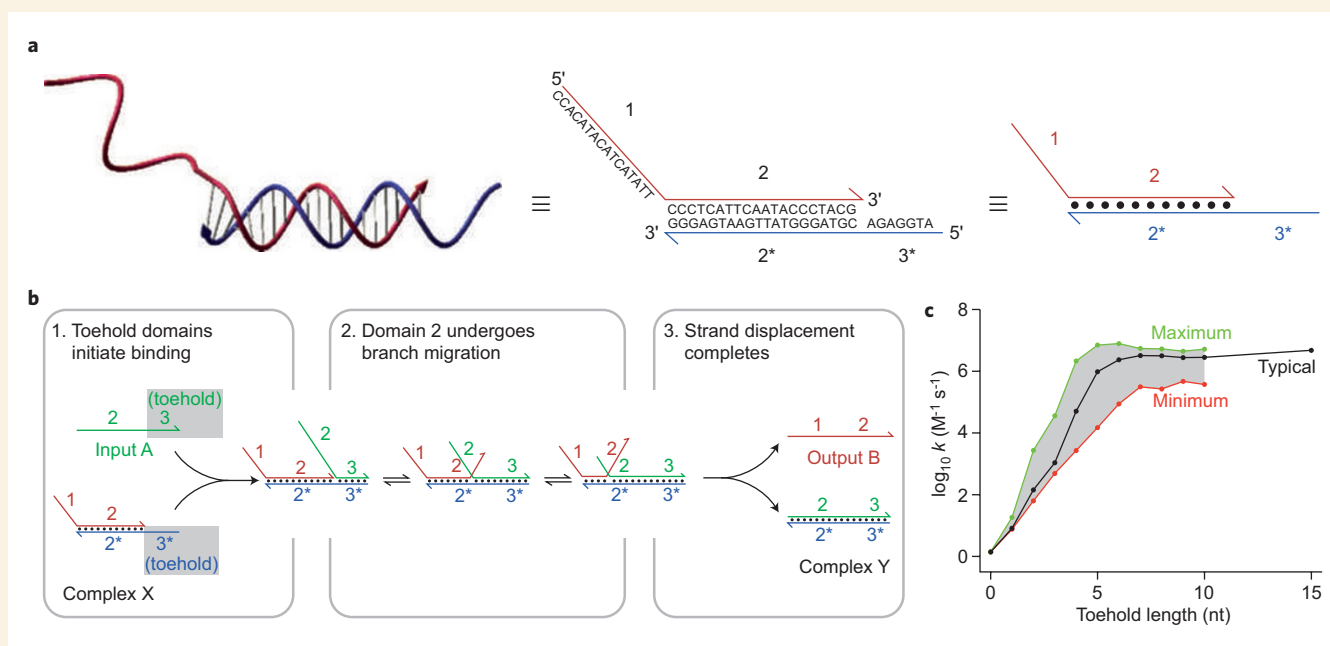 a
5'
CCACATACATCATATT
1
2
CCCTCATTCAATACCCTACG
3'
3'
GGGAGTAAGTTATGGGATGC AGAGGTA
5'
2*
3*
≡
≡
1
2
2*
3*
b
1. Toehold domains
initiate binding
(toehold)
2
3
Input A
1
2
2*
3*
(toehold)
Complex X
2. Domain 2 undergoes
branch migration
1
2
2
3
2*
3*
1
2
2
3
2*
3*
1
2
2
3
2*
3*
3. Strand displacement
completes
1
2
Output B
2
3
2*
3*
Complex Y
c
8
6
4
2
0
log10 k (M–1 s–1)
Maximum
Typical
Minimum
0
5
10
15
Toehold length (nt)